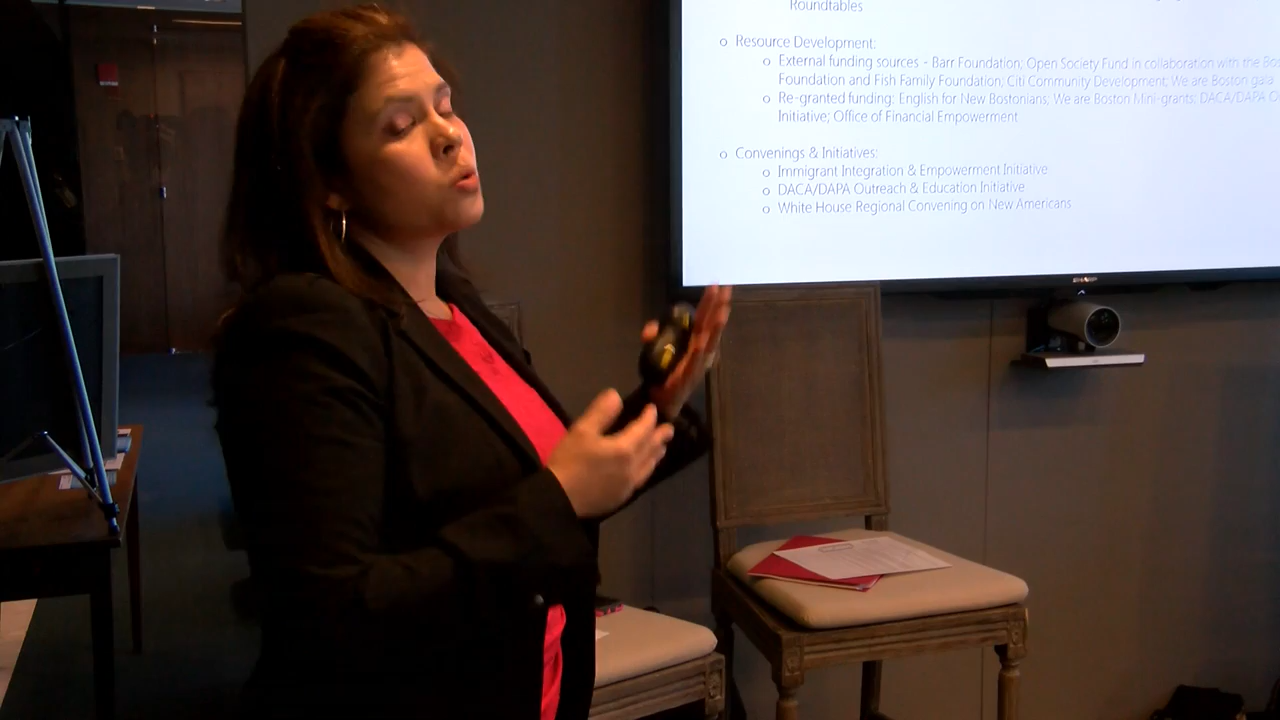 Roundtables
o Resource Development:
o External funding sources - Barr Foundation; Open Society Fund in collaboration with the Bos
Foundation and Fish Family Foundation; Citi Community Development; We are Boston gala
o Re-granted funding: English for New Bostonians; We are Boston Mini-grants; DACA/DAPA O
Initiative; Office of Financial Empowerment
o Convenings & Initiatives:
o Immigrant Integration & Empowerment Initiative
o DACA/DAPA Outreach & Education Initiative
o White House Regional Convening on New Americans